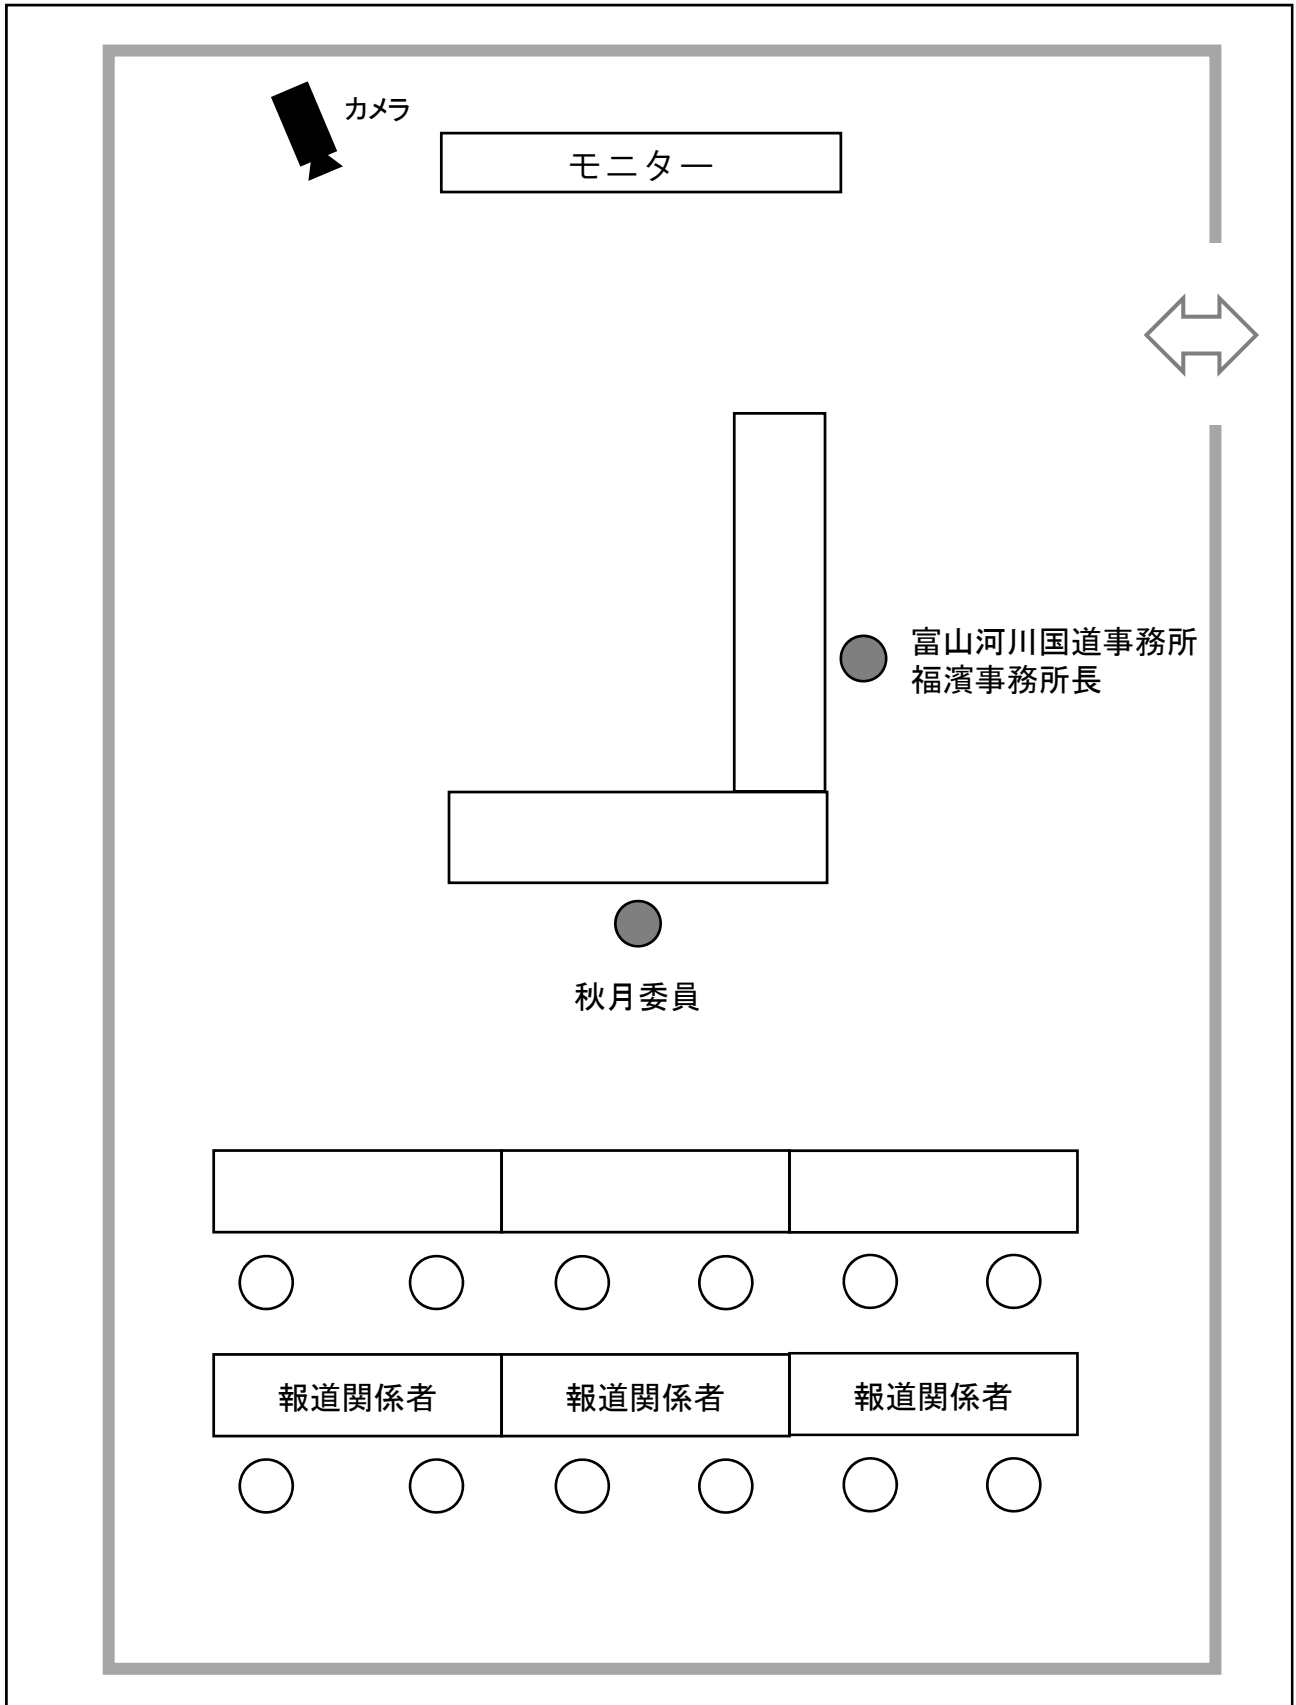 カメラ
モニター
富山河川国道事務所
福濱事務所長
秋月委員
報道関係者
報道関係者
報道関係者